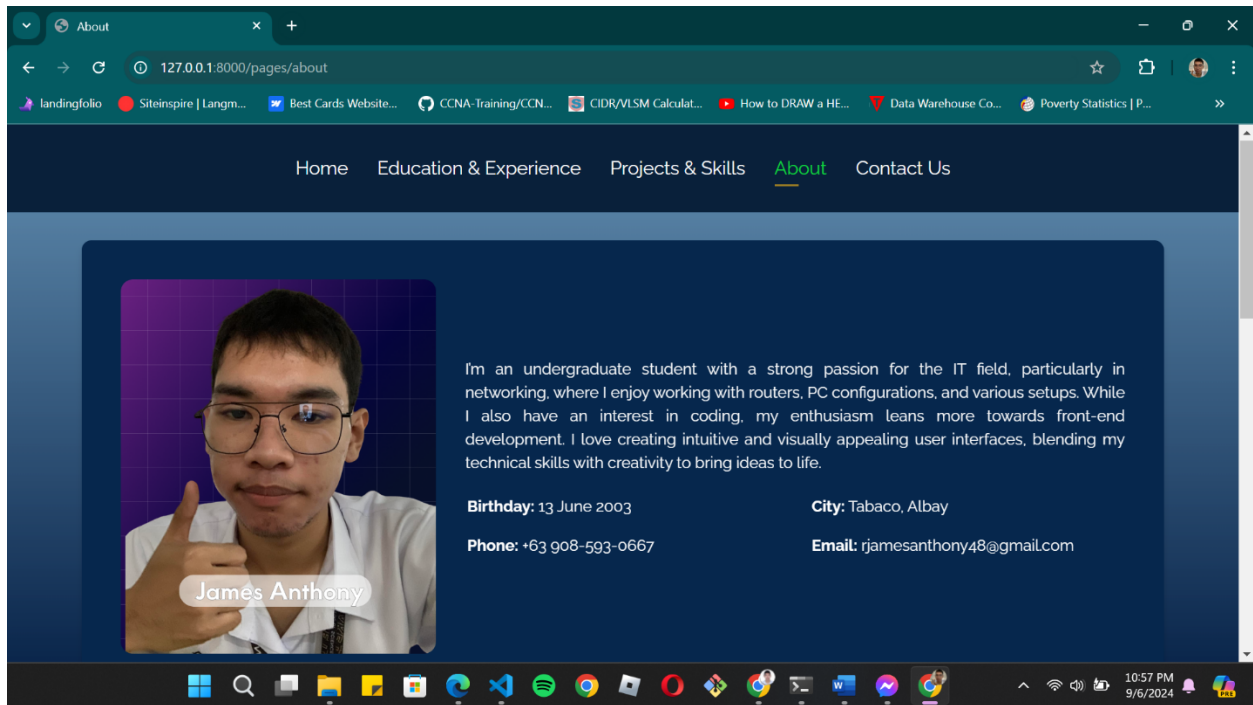 About
127.0.0.1:8000/pages/about
landingfolio
Siteinspire | Langm...
Best Cards Website...
CCNA-Training/CCN...
CIDR/VLSM Calculat...
How to DRAW a HE...
Data Warehouse Co...
Poverty Statistics | P...
Home Education & Experience Projects & Skills About Contact Us
I'm an undergraduate student with a strong passion for the IT field, particularly in
networking, where I enjoy working with routers, PC configurations, and various setups. While
I also have an interest in coding, my enthusiasm leans more towards front-end
development. I love creating intuitive and visually appealing user interfaces, blending my
technical skills with creativity to bring ideas to life.
Birthday: 13 June 2003 City: Tabaco, Albay
Phone: +63 908-593-0667 Email: rjamesanthony48@gmail.com
James Anthony
10:57 PM
9/6/2024
PRE